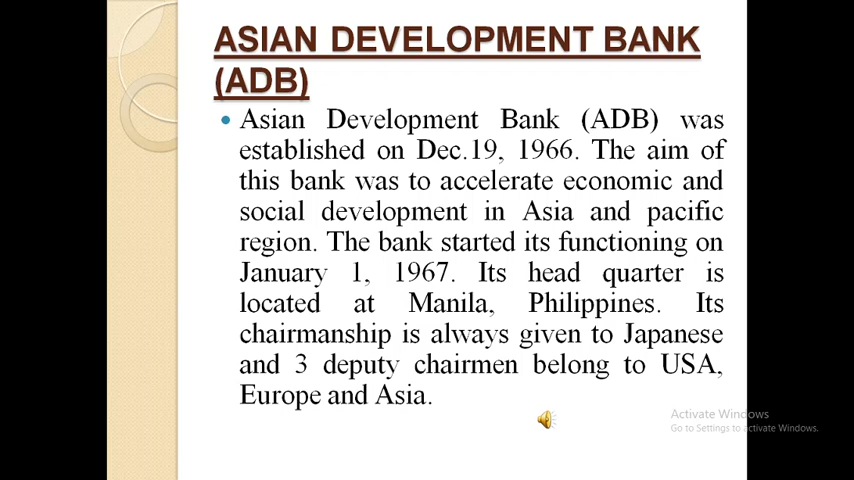 ASIAN DEVELOPMENT BANK
(ADB)
• Asian Development Bank (ADB) was
established on Dec.19, 1966. The aim of
this bank was to accelerate economic and
social development in Asia and pacific
region. The bank started its functioning on
January 1, 1967. Its head quarter is
located at Manila, Philippines. Its
chairmanship is always given to Japanese
and 3 deputy chairmen belong to USA,
Europe and Asia.
Activate Windows
Go to Settings to activate Windows.